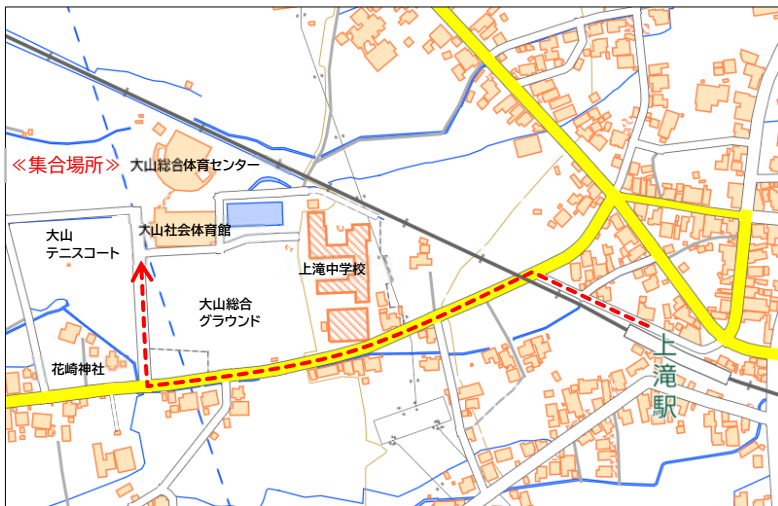 ≪集合場所≫
大山総合体育センター
大山社会体育館
大山
テニスコート
上滝中学校
大山総合
グラウンド
花崎神社
上滝駅